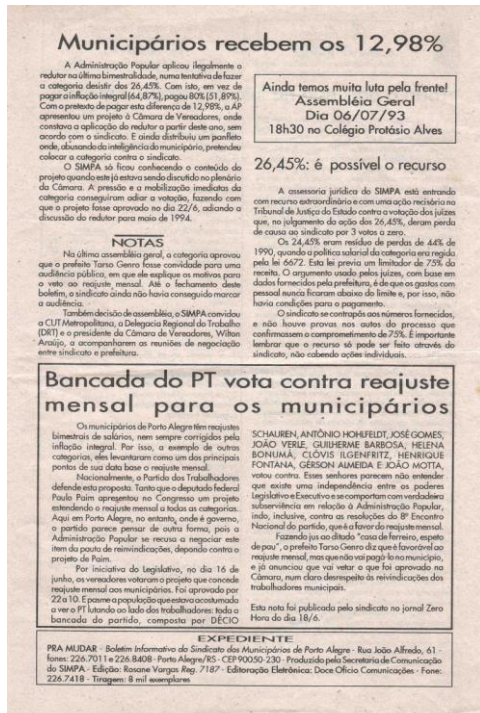 Municipários recebem os 12,98%
A Administração Popular aplicou ilegalmente o
redutor na última bimestralidade, numa tentativa de fazer
a categoria desistir dos 26,45%. Com isto, em vez de
pagar a inflação integral (64,87%), pagou 80% (51,89%).
Com o pretexto de pagar esta diferença de 12,98%, a AP
apresentou um projeto à Câmara de Vereadores, onde
constava a aplicação do redutor a partir deste ano, sem
acordo com o sindicato. E ainda distribuiu um panfleto
onde, abusando da inteligência do municipário, pretendeu
colocar a categoria contra o sindicato.
O SIMPA só ficou conhecendo o conteúdo do
projeto quando este já estava sendo discutido no plenário
da Câmara. A pressão e a mobilização imediatas da
categoria conseguiram adiar a votação, fazendo com
que o projeto fosse aprovado no dia 22/6, adiando a
discussão do redutor para maio de 1994.
NOTAS
Na última assembléia geral, a categoria aprovou
que o prefeito Tarso Genro fosse convidado para uma
audiência pública, em que ele explique os motivos para
o veto ao reajuste mensal. Até o fechamento deste
boletim, o sindicato ainda não havia conseguido marcar
a audiência.
Também decisão de assembléia, o SIMPA convidou
a CUT Metropolitana, a Delegacia Regional do Trabalho
(DRT) e o presidente da Câmara de Vereadores, Wilton
Araújo, a acompanharem as reuniões de negociação
entre sindicato e prefeitura.
Ainda temos muita luta pela frente!
Assembléia Geral
Dia 06/07/93
18h30 no Colégio Protásio Alves
26,45%: é possível o recurso
A assessoria jurídica do SIMPA está entrando
com recurso extraordinário e com uma ação recisória no
Tribunal de Justiça do Estado contra a votação dos juízes
que, no julgamento da ação dos 26,45%, deram perda
de causa ao sindicato por 3 votos a zero.
Os 24,45% eram resíduo de perdas de 44% de
1990, quando a política salarial da categoria era regida
pela lei 6672. Esta lei previa um limitador de 75% da
receita. O argumento usado pelos juízes, com base em
dados fornecidos pela prefeitura, é de que os gastos com
pessoal nunca ficaram abaixo do limite e, por isso, não
havia condições para o pagamento.
O sindicato se contrapôs aos números fornecidos,
e não houve provas nos autos do processo que
confirmassem o comprometimento de 75%. É importante
lembrar que o recurso só pode ser feito através do
sindicato, não cabendo ações individuais.
Bancada do PT vota contra reajuste
mensal para os municipários
Os municipários de Porto Alegre têm reajustes
bimestrais de salários, nem sempre corrigidos pela
inflação integral. Por isso, a exemplo de outras
categorias, eles levantaram como um dos principais
pontos de sua data base o reajuste mensal.
Nacionalmente, o Partido dos Trabalhadores
defende esta proposta. Tanto que o deputado federal
Paulo Paim apresentou no Congresso um projeto
estendendo o reajuste mensal a todas as categorias.
Aqui em Porto Alegre, no entanto, onde é governo,
o partido parece pensar de outra forma, pois a
Administração Popular se recusa a negociar este
item da pauta de reinvindicações, depondo contra o
projeto de Paim.
Por iniciativa do Legislativo, no dia 16 de
junho, os vereadores votaram o projeto que concede
reajuste mensal aos municipários. Foi aprovado por
22 a 10. E pasme a população que estava acostumada
a ver o PT lutando ao lado dos trabalhadores: toda a
bancada do partido, composta por DÉCIO
SCHAUREN, ANTÔNIO HOHLFELDT, JOSÉ GOMES,
JOÃO VERLE, GUILHERME BARBOSA, HELENA
BONUMÁ, CLÓVIS ILGENFRITZ, HENRIQUE
FONTANA, GERSON ALMEIDA E JOÃO MOTTA,
votou contra. Esses senhores parecem não entender
que existe uma independência entre os poderes
Legislativo e Executivo e se comportam com verdadeira
subserviência em relação à Administração Popular,
indo, inclusive, contra as resoluções do 8º Encontro
Nacional do partido, que é a favor do reajuste mensal.
Fazendo jus ao ditado "casa de ferreiro, espeto
de pau", o prefeito Tarso Genro diz que é favorável ao
reajuste mensal, mas que não vai pagá-lo no município,
e já anunciou que vai vetar o que foi aprovado na
Câmara, num claro desrespeito às reivindicações dos
trabalhadores municipais.
Esta nota foi publicada pelo sindicato no jornal Zero
Hora do dia 18/6.
EXPEDIENTE
PRA MUDAR - Boletim Informativo do Sindicato dos Municipários de Porto Alegre - Rua João Alfredo, 61 -
fones: 226.7011 e 226.8408 - Porto Alegre/RS - CEP 90050-230 - Produzido pela Secretaria de Comunicação
do SIMPA - Edição: Rosane Vargas Reg. 7187 - Editoração Eletrônica: Doce Ofício Comunicações - Fone:
226.7418 - Tiragem: 8 mil exemplares